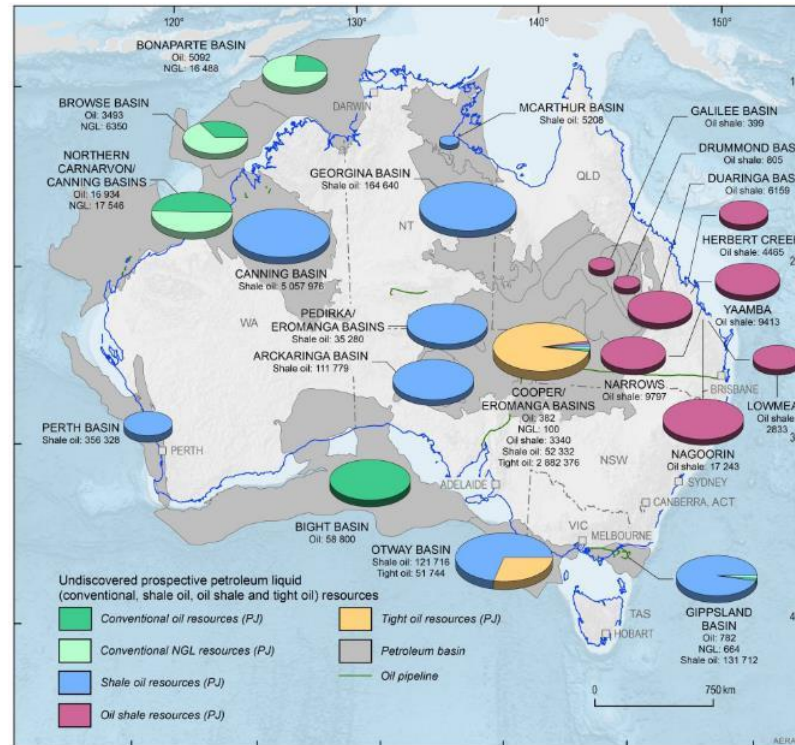 120°
130°
140°
150°
BONAPARTE BASIN
Oil: 5092
NGL: 16 488
BROWSE BASIN
Oil: 3493
NGL: 6350
DARWIN
MCARTHUR BASIN
Shale oil: 5208
GALILEE BASIN
Oil shale: 399
DRUMMOND BAS
Oil shale: 805
DUARINGA BAS
Oil shale: 6159
NORTHERN
CARNARVON/
CANNING BASINS
Oil: 16 934
NGL: 17 546
GEORGINA BASIN
Shale oil: 164 640
QLD
NT
HERBERT CREE
Oil shale: 4465
CANNING BASIN
Shale oil: 5 057 976
YAAMBA
Oil shale: 9413
PEDIRKA/
EROMANGA BASINS
Shale oil: 35 280
WA
ARCKARINGA BASIN
Shale oil: 111 779
COOPER/
EROMANGA BASINS
Oil: 382
NGL: 100
Oil shale: 3340
Shale oil: 52 332
Tight oil: 2 882 376
NARROWS
Oil shale: 9797
BRISBANE
LOWMEA
Oil shale
2833
PERTH BASIN
Shale oil: 356 328
PERTH
NAGOORIN
Oil shale: 17 243
NSW
ADELAIDE
SYDNEY
CANBERRA, ACT
BIGHT BASIN
Oil: 58 800
VIC
MELBOURNE
OTWAY BASIN
Shale oil: 121 716
Tight oil: 51 744
GIPPSLAND
BASIN
Oil: 782
NGL: 664
Shale oil: 131 712
TAS
HOBART
Undiscovered prospective petroleum liquid
(conventional, shale oil, oil shale and tight oil) resources
Conventional oil resources (PJ)
Conventional NGL resources (PJ)
Shale oil resources (PJ)
Oil shale resources (PJ)
Tight oil resources (PJ)
Petroleum basin
Oil pipeline
0
750 km
AERA